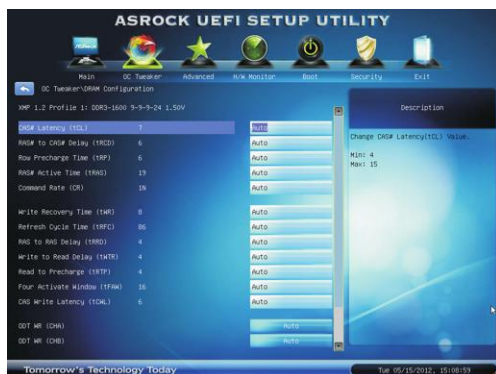 ASROCK UEFI SETUP UTILITY
Main OC Tweaker Advanced H/W Monitor Boot Security Exit
OC Tweaker\DRAM Configuration
XMP 1.2 Profile 1: DDR3-1600 9-9-9-24 1.50V
Description
CAS# Latency (tCL) 7 Auto
Change CAS# Latency(tCL) Value.
RAS# to CAS# Delay (tRCD) 6 Auto
Min: 4
Row Precharge Time (tRP) 6 Auto
Max: 15
RAS# Active Time (tRAS) 19 Auto
Command Rate (CR) 1N Auto
Write Recovery Time (tWR) 8 Auto
Refresh Cycle Time (tRFC) 86 Auto
RAS to RAS Delay (tRRD) 4 Auto
Write to Read Delay (tWTR) 4 Auto
Read to Precharge (tRTP) 4 Auto
Four Activate Window (tFAW) 16 Auto
CAS Write Latency (tCWL) 6 Auto
ODT WR (CHA) Auto
ODT WR (CHB) Auto
Tomorrow's Technology Today
Tue 05/15/2012, 15:08:59